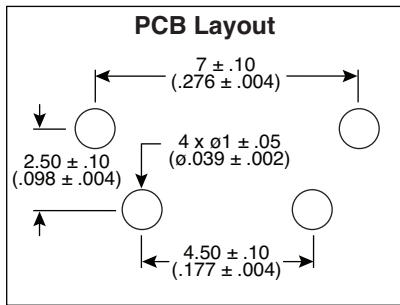 PCB Layout
7 ± .10
(.276 ± .004)
2.50 ± .10
(.098 ± .004)
4 x ø1 ± .05
(ø.039 ± .002)
4.50 ± .10
(.177 ± .004)